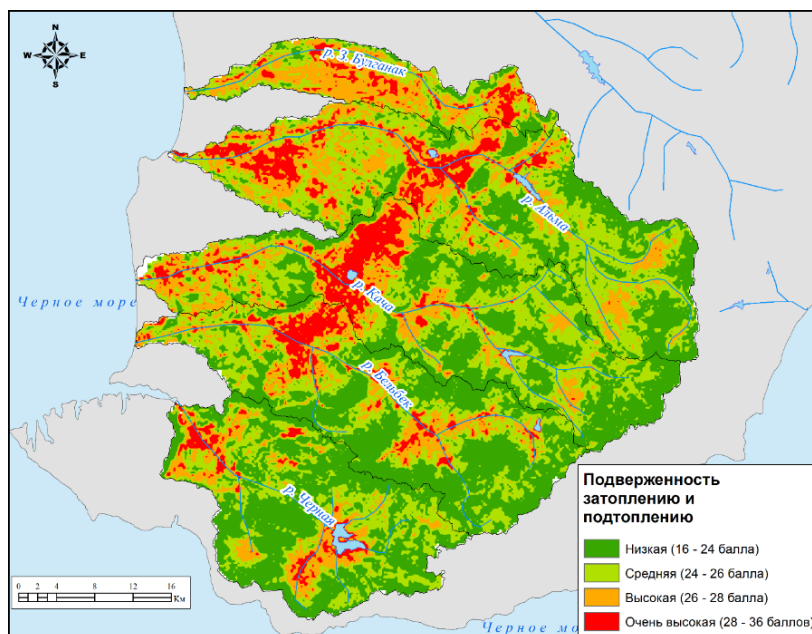 N
W E
S
р. З. Булганак
р. Альма
Черное море
р. Кача
р. Бельбек
р. Черная
Подверженность
затоплению и
подтоплению
Низкая (16 - 24 балла)
Средняя (24 - 26 балла)
Высокая (26 - 28 балла)
Очень высокая (28 - 36 баллов)
0 2 4 8 12 16
Км
Черное мо